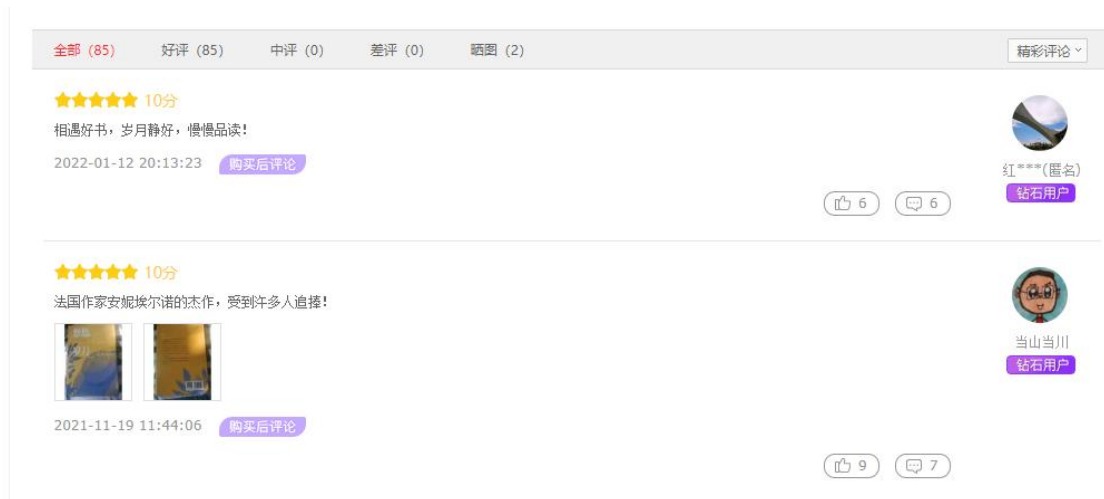 全部（85） 好评（85） 中评（0） 差评（0） 晒图（2） 精彩评论
10分
相遇好书，岁月静好，慢慢品读！
2022-01-12 20:13:23 购买后评论
红***(匿名)
钻石用户
6 6
10分
法国作家安妮埃尔诺的杰作，受到许多人追捧！
当山当川
钻石用户
2021-11-19 11:44:06 购买后评论
9 7